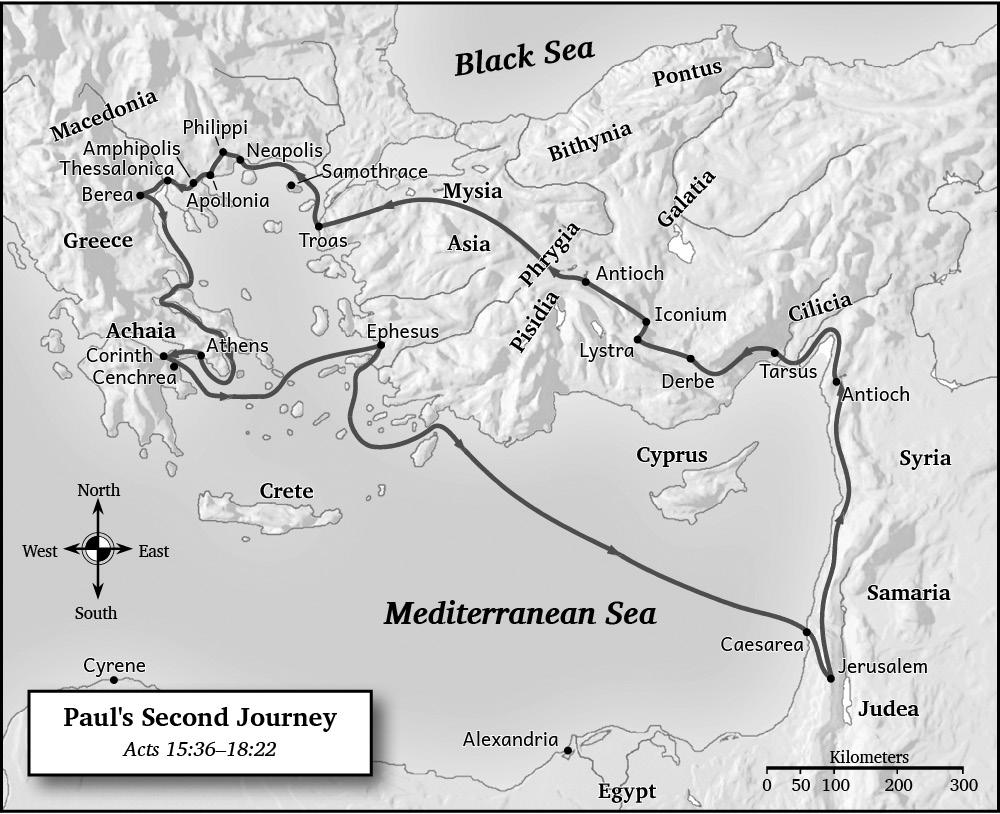 Black Sea
Pontus
Bithynia
Macedonia
Philippi
Amphipolis
Neapolis
Thessalonica
Samothrace
Berea
Apollonia
Mysia
Galatia
Greece
Troas
Asia
Phrygia
Antioch
Pisidia
Iconium
Cilicia
Achaia
Ephesus
Athens
Lystra
Corinth
Cenchrea
Derbe
Tarsus
Antioch
Cyprus
Syria
Crete
North
West
East
South
Samaria
Mediterranean Sea
Caesarea
Jerusalem
Cyrene
Judea
Paul's Second Journey
Acts 15:36–18:22
Alexandria
Egypt
Kilometers
0 50 100 200 300